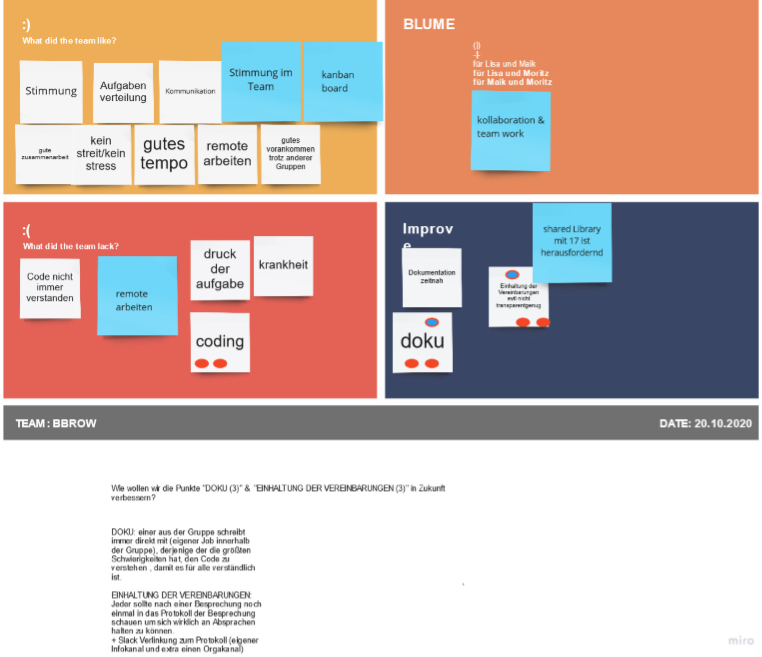 :)
What did the team like?
Stimmung
Aufgaben
verteilung
Kommunikation
Stimmung im
Team
kanban
board
gute
zusammenarbeit
kein
streit/kein
stress
gutes
tempo
remote
arbeiten
gutes
vorankommen
trotz anderer
Gruppen
BLUME
für Lisa und Maik
für Lisa und Moritz
für Maik und Moritz
kollaboration &
team work
:(
What did the team lack?
Code nicht
immer
verstanden
remote
arbeiten
druck
der
aufgabe
krankheit
coding
Improv
e
Dokumentation
zeitnah
shared Library
mit 17 ist
herausfordernd
Einhaltung der
Vereinbarungen
evtl nicht
transparentgenug
doku
TEAM: BBROW
DATE: 20.10.2020
Wie wollen wir die Punkte "DOKU (3)" & "EINHALTUNG DER VEREINBARUNGEN (3)" in Zukunft
verbessern?
DOKU: einer aus der Gruppe schreibt
immer direkt mit (eigener Job innerhalb
der Gruppe), derjenige der die größten
Schwierigkeiten hat, den Code zu
verstehen , damit es für alle verständlich
ist.
EINHALTUNG DER VEREINBARUNGEN:
Jeder sollte nach einer Besprechung noch
einmal in das Protokoll der Besprechung
schauen um sich wirklich an Absprachen
halten zu können.
+ Slack Verlinkung zum Protokoll (eigener
Infokanal und extra einen Orgakanal)
miro